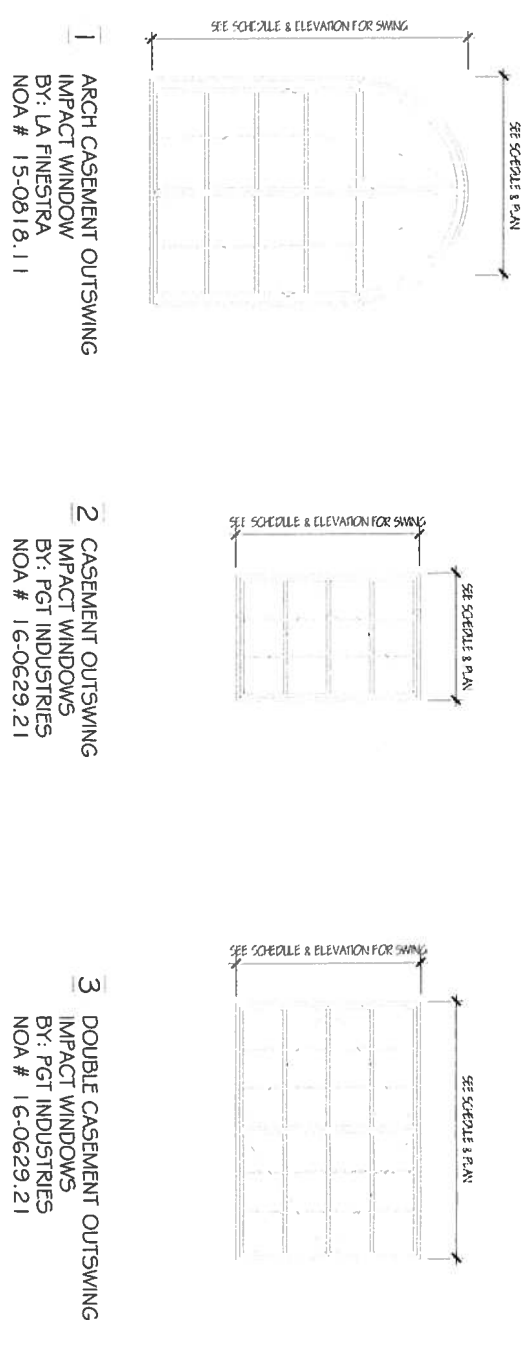 SEE SCHEDULE & ELEVATION FOR SWING
SEE SCHEDULE & PLAN
1
ARCH CASEMENT OUTSWING
IMPACT WINDOW
BY: LA FINESTRA
NOA # 15-0818.11
SEE SCHEDULE & ELEVATION FOR SWING
SEE SCHEDULE & PLAN
2
CASEMENT OUTSWING
IMPACT WINDOWS
BY: PGT INDUSTRIES
NOA # 16-0629.21
SEE SCHEDULE & ELEVATION FOR SWING
SEE SCHEDULE & PLAN
3
DOUBLE CASEMENT OUTSWING
IMPACT WINDOWS
BY: PGT INDUSTRIES
NOA # 16-0629.21